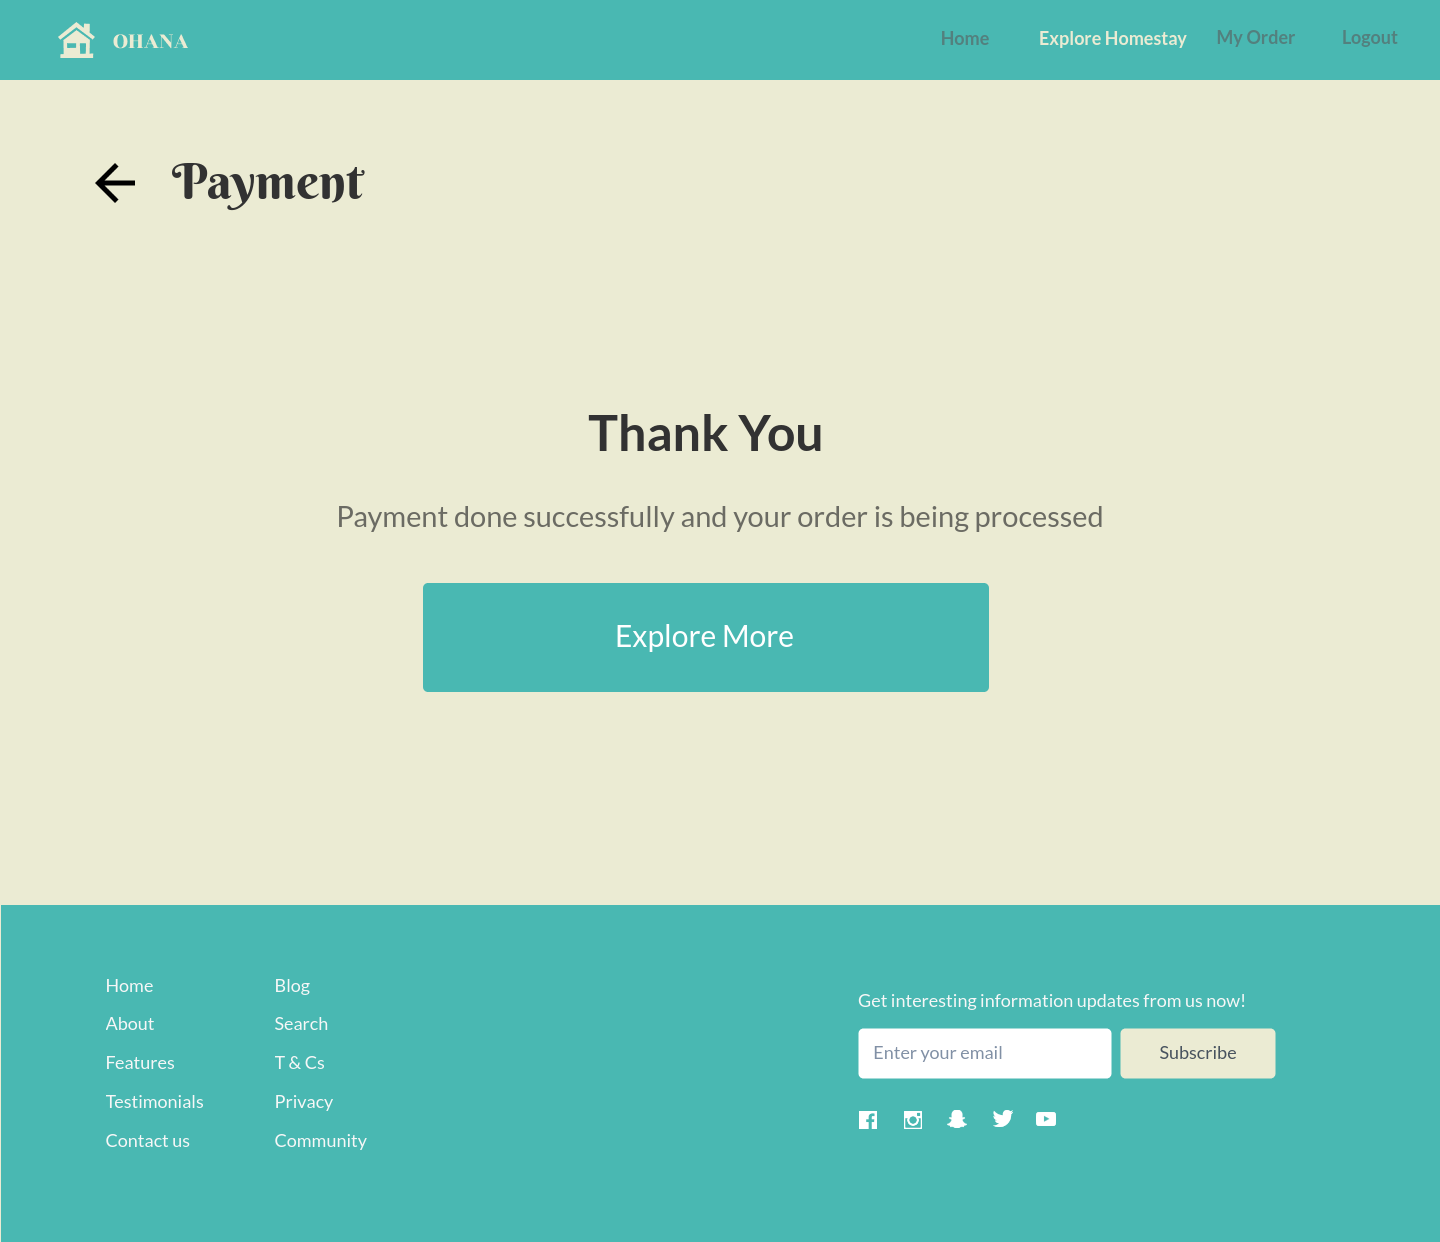 OHANA
Home
Explore Homestay
My Order
Logout
Payment
Thank You
Payment done successfully and your order is being processed
Explore More
Home
About
Features
Testimonials
Contact us
Blog
Search
T & Cs
Privacy
Community
Get interesting information updates from us now!
Enter your email
Subscribe